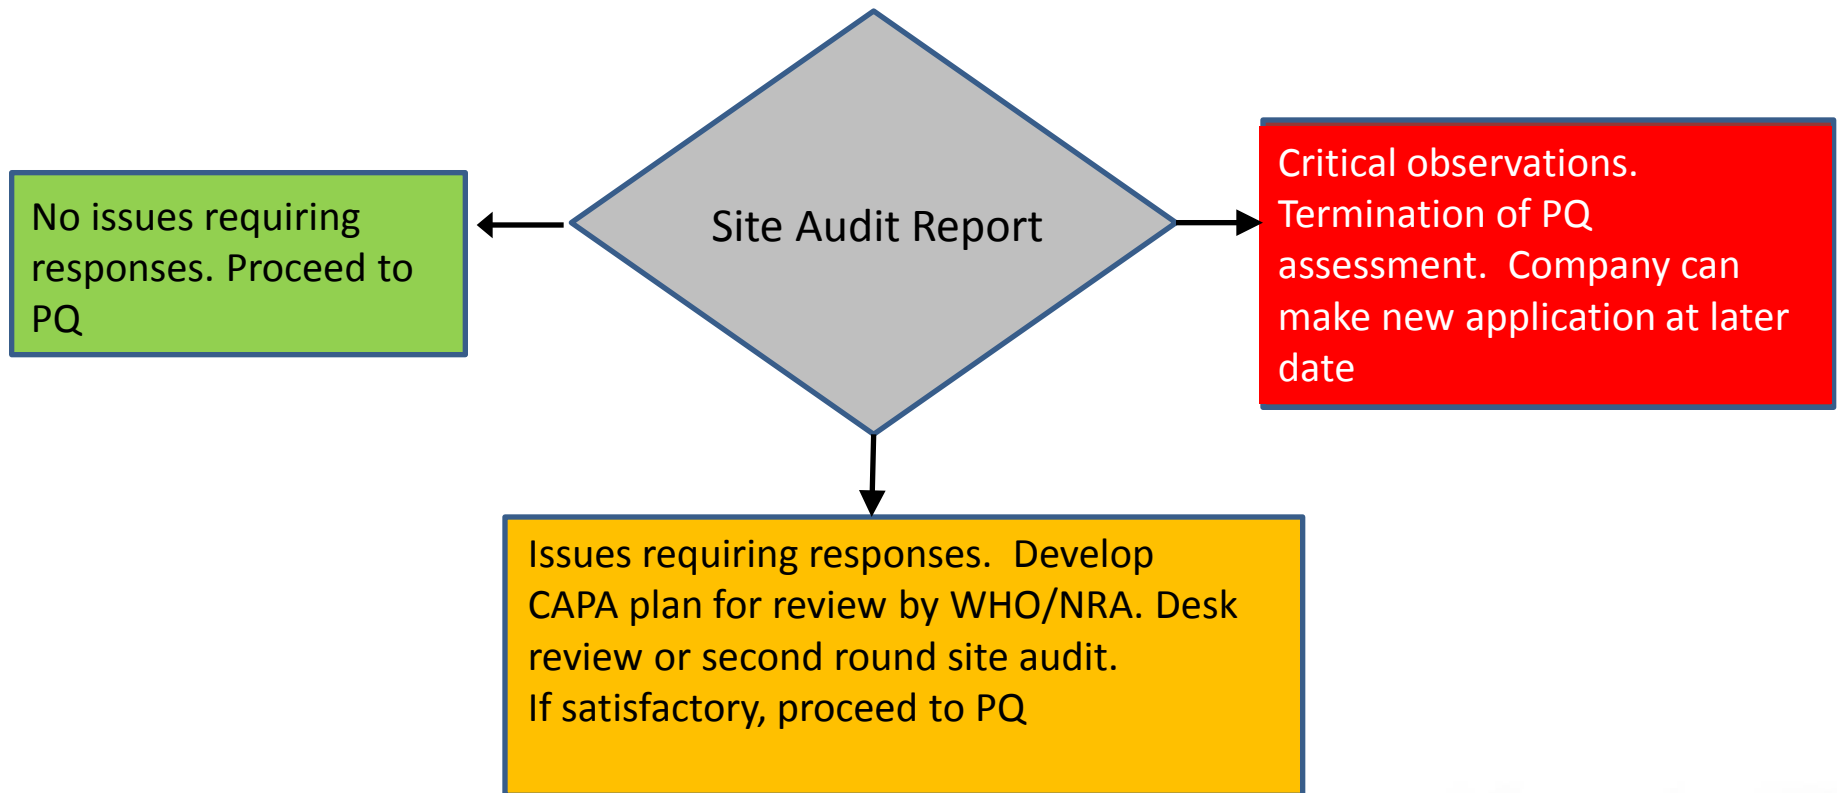 No issues requiring
responses. Proceed to
PQ
Site Audit Report
Critical observations.
Termination of PQ
assessment.  Company can
make new application at later
date
Issues requiring responses.  Develop
CAPA plan for review by WHO/NRA. Desk
review or second round site audit.
If satisfactory, proceed to PQ